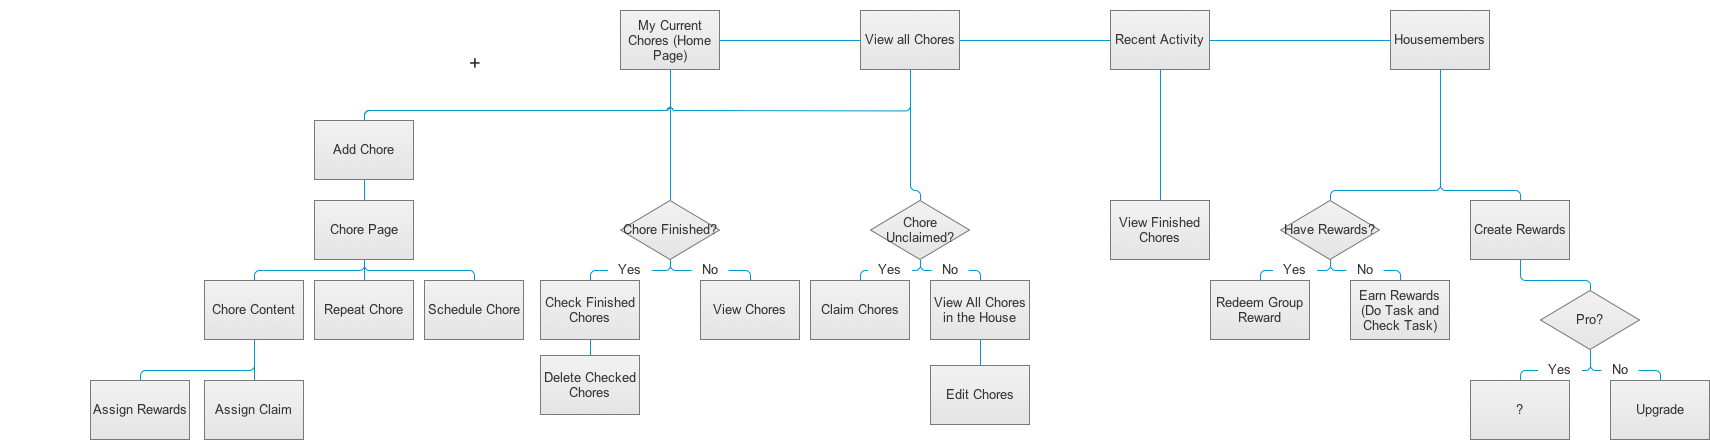 My Current
Chores (Home
Page)
View all Chores
Recent Activity
Housemembers
+
Add Chore
Chore Page
Chore Finished?
Chore
Unclaimed?
View Finished
Chores
Have Rewards?
Create Rewards
Yes
No
Yes
No
Yes
No
Chore Content
Repeat Chore
Schedule Chore
Check Finished
Chores
View Chores
Claim Chores
View All Chores
in the House
Redeem Group
Reward
Earn Rewards
(Do Task and
Check Task)
Pro?
Yes
No
Delete Checked
Chores
Edit Chores
Assign Rewards
Assign Claim
?
Upgrade